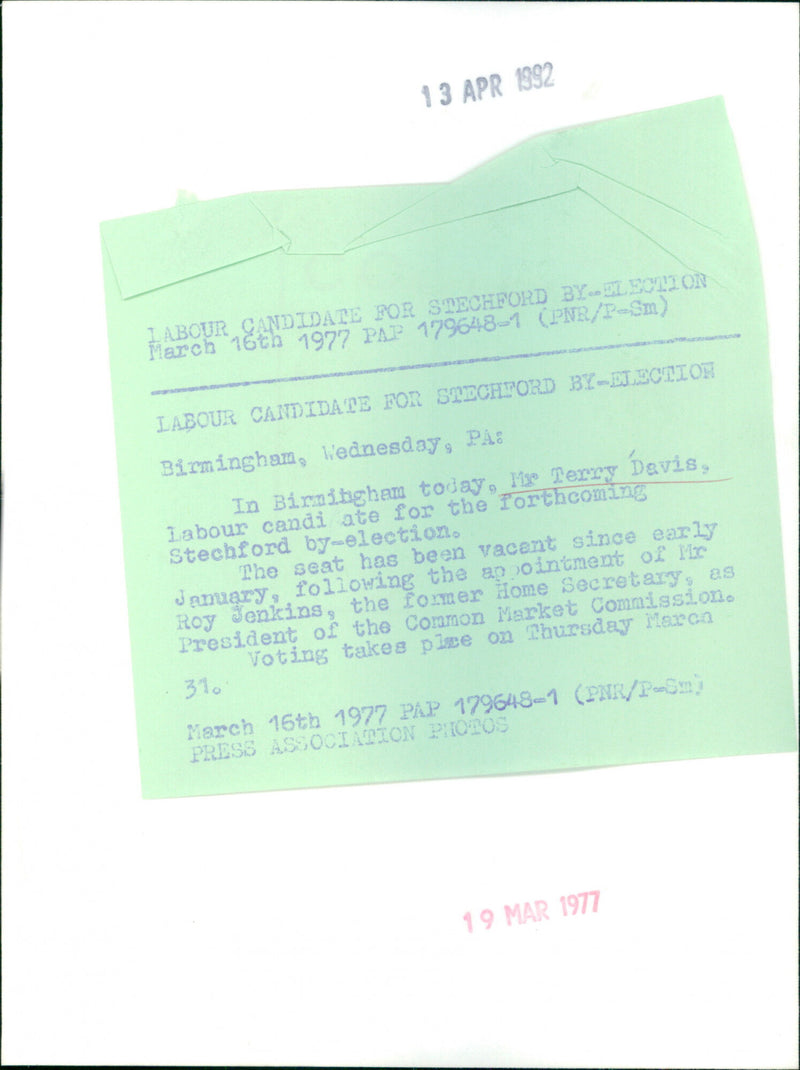 13 APR 1992
LABOUR CANDIDATE FOR STECHFORD BY-ELECTION
March 16th 1977 PAP 179648-1 (PNR/P-Sm)
LABOUR CANDIDATE FOR STECHFORD BY-ELECTION
Birmingham, Wednesday, PA:
In Birmihgham today, Mr Terry Davis,
Labour candi ate for the forthcoming
Stechford by-election.
The seat has been vacant since early
January, following the appointment of Mr
Roy Jenkins, the former Home Secretary, as
President of the Common Market Commission.
Voting takes place on Thursday March
31.
March 16th 1977 PAP 179648-1 (PNR/P-Sm)
PRESS ASSOCIATION PHOTOS
19 MAR 1977